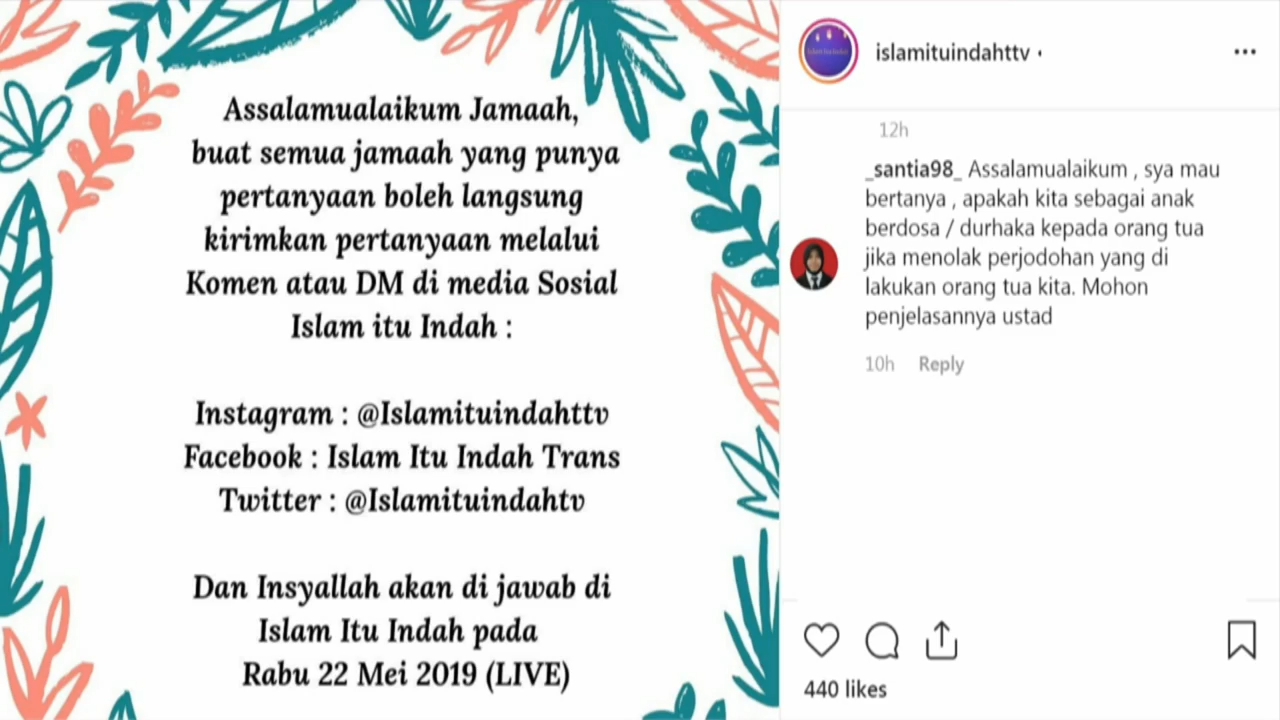 Assalamualaikum Jamaah,
buat semua jamaah yang punya
pertanyaan boleh langsung
kirimkan pertanyaan melalui
Komen atau DM di media Sosial
Islam itu Indah :
Instagram : @Islamituindahttv
Facebook : Islam Itu Indah Trans
Twitter : @Islamituindahtv
Dan Insyallah akan di jawab di
Islam Itu Indah pada
Rabu 22 Mei 2019 (LIVE)
islamituindahttv
12h
_santia98_ Assalamualaikum , sya mau
bertanya , apakah kita sebagai anak
berdosa / durhaka kepada orang tua
jika menolak perjodohan yang di
lakukan orang tua kita. Mohon
penjelasannya ustad
10h Reply
440 likes